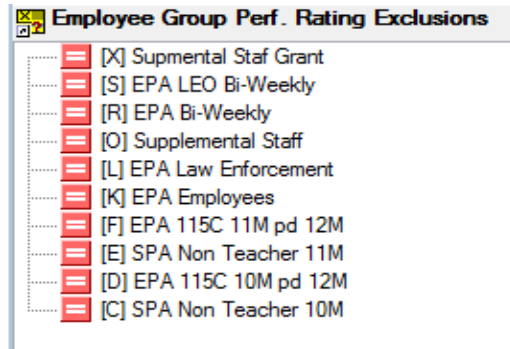 Employee Group Perf. Rating Exclusions
[X] Supmental Staf Grant
[S] EPA LEO Bi-Weekly
[R] EPA Bi-Weekly
[O] Supplemental Staff
[L] EPA Law Enforcement
[K] EPA Employees
[F] EPA 115C 11M pd 12M
[E] SPA Non Teacher 11M
[D] EPA 115C 10M pd 12M
[C] SPA Non Teacher 10M